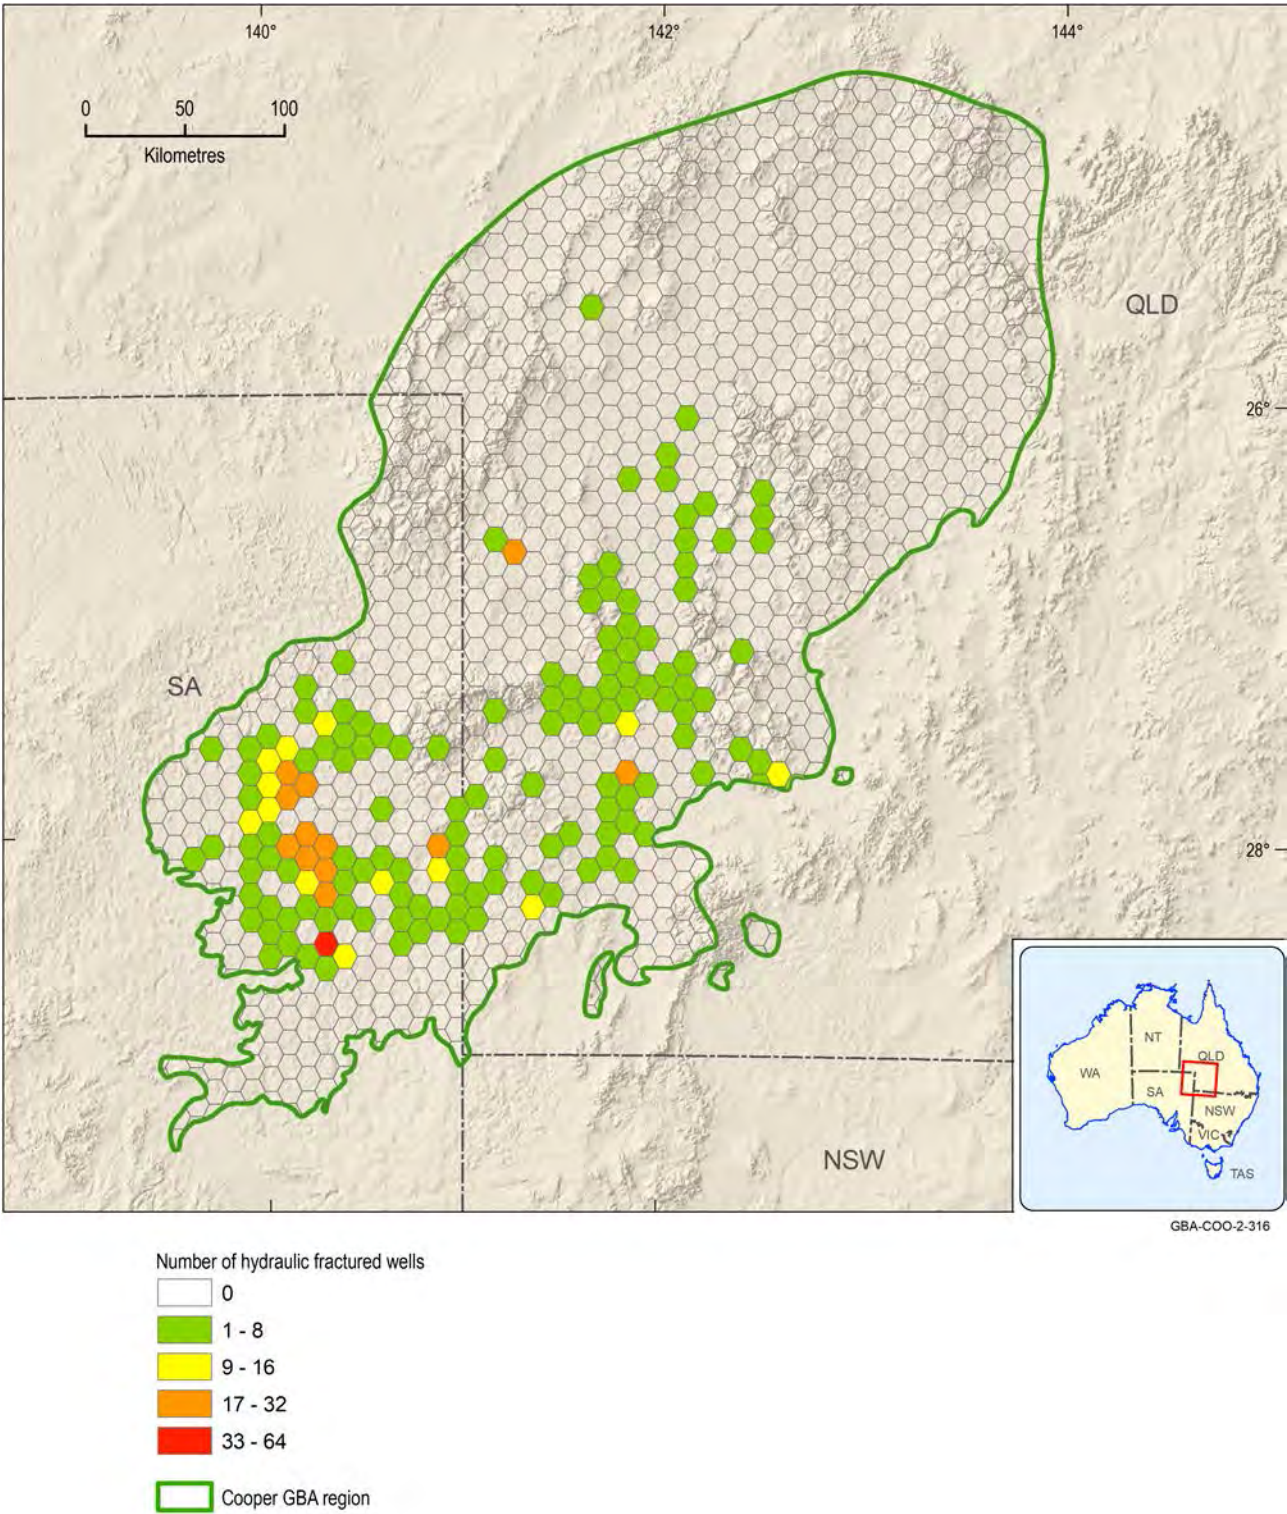 140°
142°
144°
0 50 100
Kilometres
QLD
26°
SA
28°
NSW
NT
QLD
WA
SA
NSW
VIC
TAS
GBA-COO-2-316
Number of hydraulic fractured wells
0
1 - 8
9 - 16
17 - 32
33 - 64
Cooper GBA region